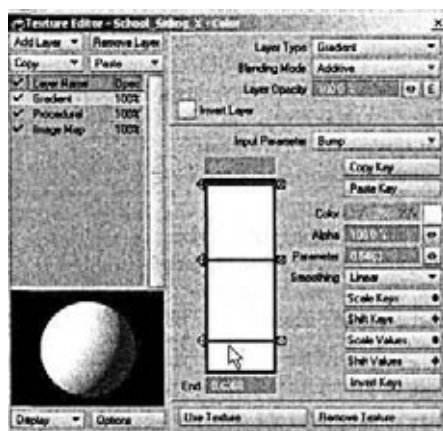 Texture Editor - School_Siding_X - Color
Add Layer
Remove Layer
Copy
Paste
Layer Name
Opac
Gradient 100%
Procedural 100%
Image Map 100%
Display
Options
Layer Type Gradient
Blending Mode Additive
Layer Opacity
E
Invert Layer
Input Parameter Bump
Copy Key
Paste Key
Color
Alpha 100.0 %
Parameter
Smoothing Linear
Scale Keys
Shift Keys
Scale Values
Shift Values
Invert Keys
End
Use Texture
Remove Texture